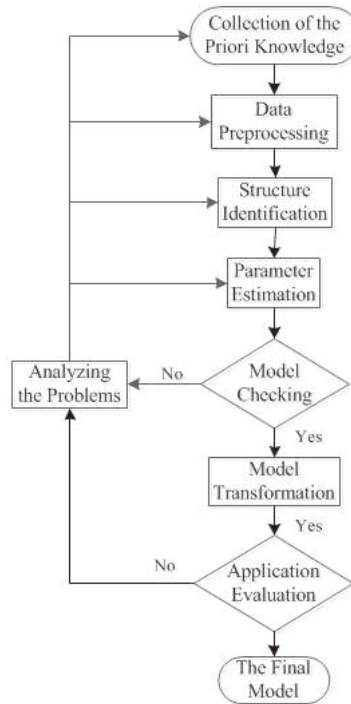 Collection of the
Priori Knowledge
Data
Preprocessing
Structure
Identification
Parameter
Estimation
Analyzing
the Problems
No
Model
Checking
Yes
Model
Transformation
Yes
No
Application
Evaluation
The Final
Model